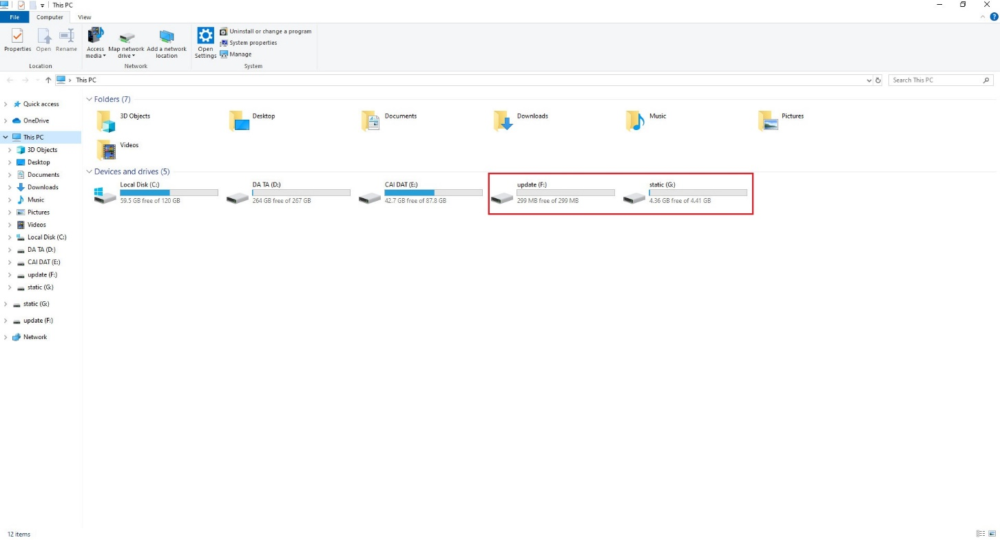 This PC
File Computer View
Properties Open Rename Access media Map network drive Add a network location Open Settings Uninstall or change a program
System properties
Manage
Location Network System
This PC Search This PC
Quick access
OneDrive
This PC
3D Objects
Desktop
Documents
Downloads
Music
Pictures
Videos
Local Disk (C:)
DA TA (D:)
CAI DAT (E:)
update (F:)
static (G:)
static (G:)
update (F:)
Network
Folders (7)
3D Objects Desktop Documents Downloads Music Pictures
Videos
Devices and drives (5)
Local Disk (C:) DA TA (D:) CAI DAT (E:) update (F:) static (G:)
59.5 GB free of 120 GB 264 GB free of 267 GB 42.7 GB free of 87.8 GB 299 MB free of 299 MB 4.36 GB free of 4.41 GB
12 items